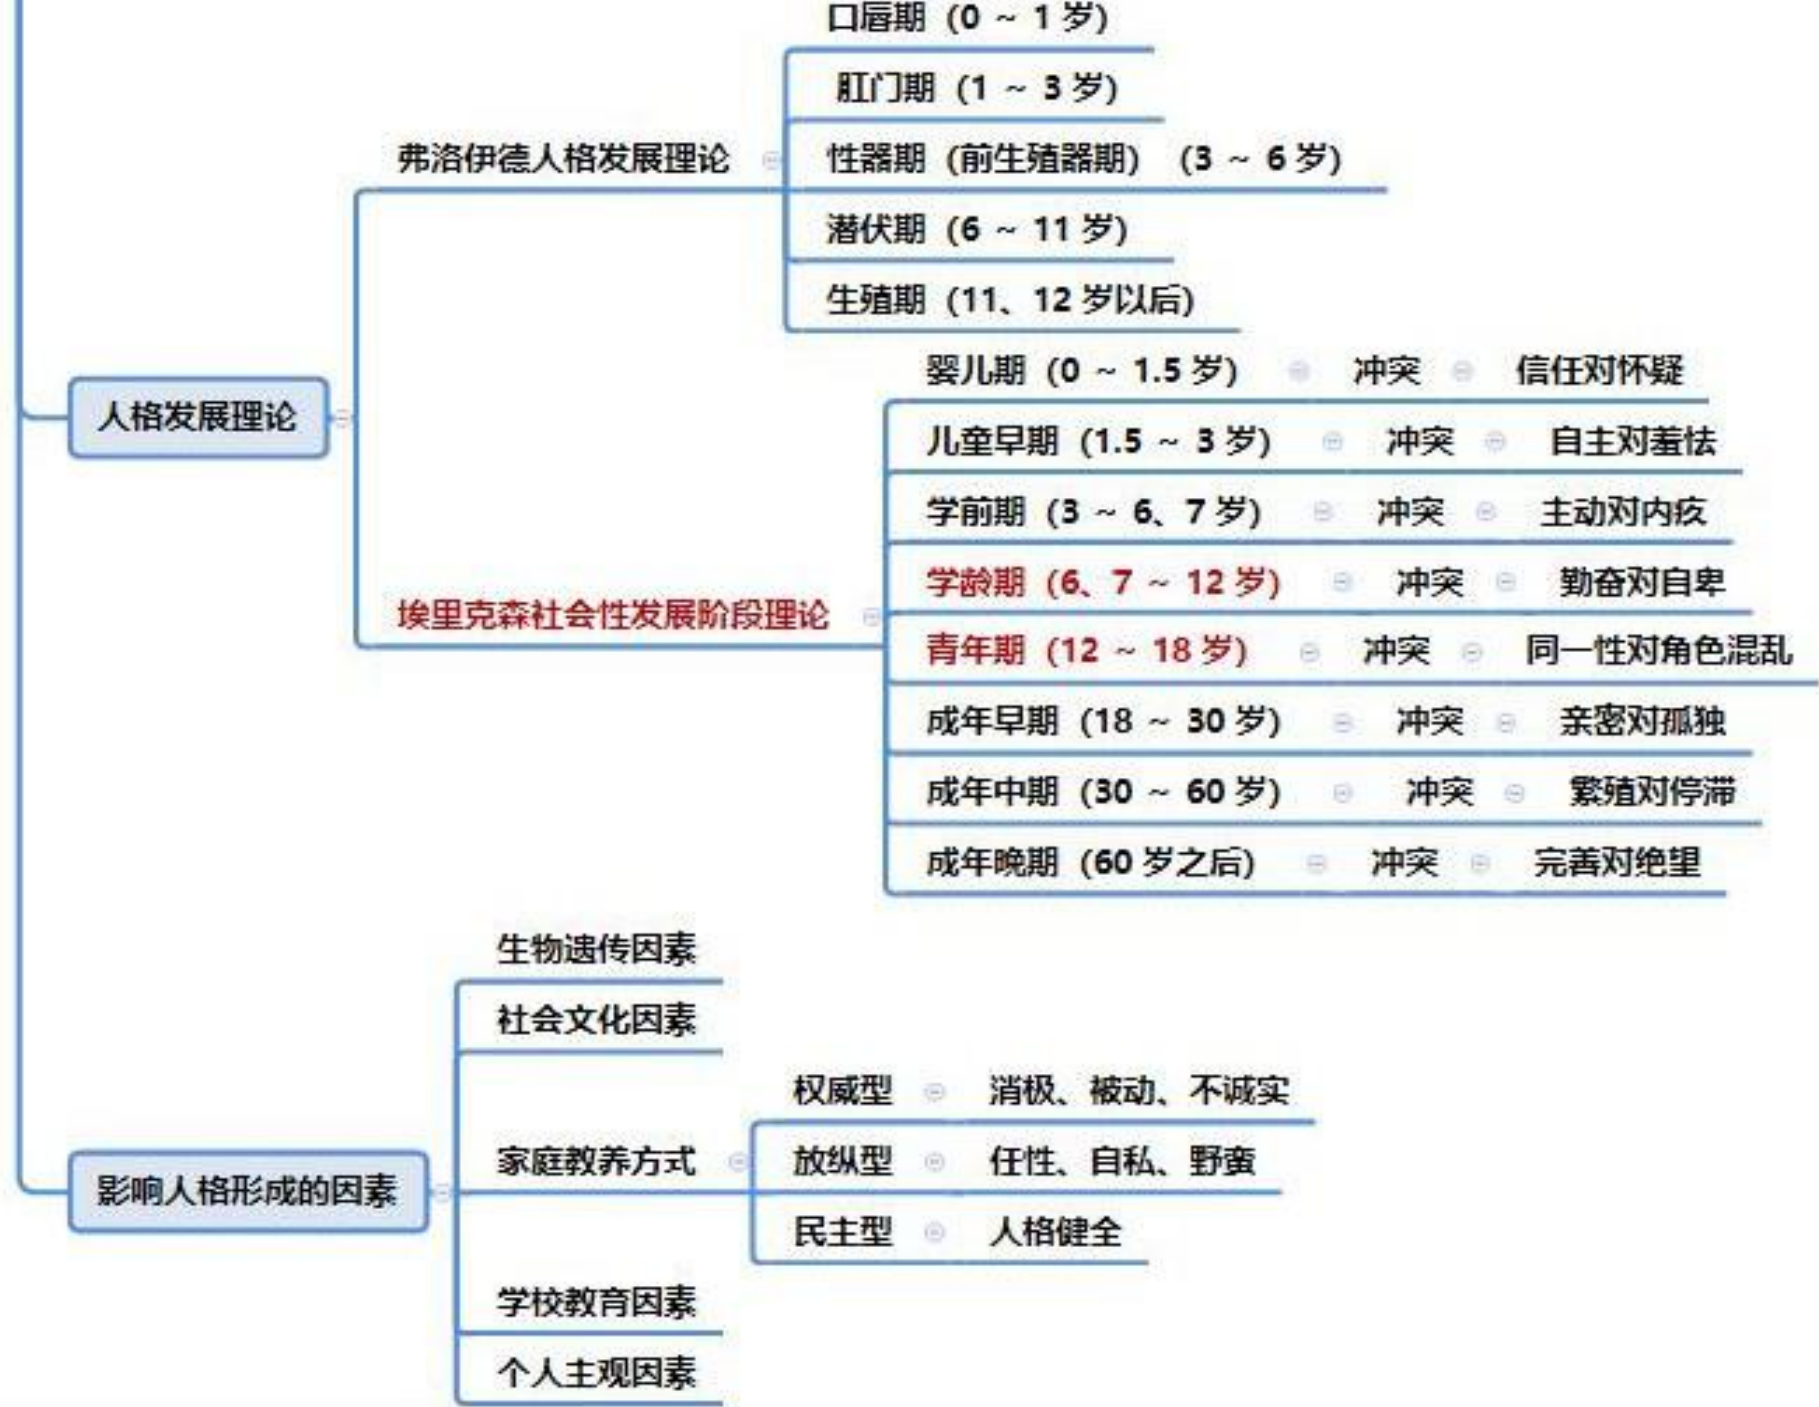 口唇期（0 ~ 1 岁）
肛门期（1 ~ 3 岁）
弗洛伊德人格发展理论
性器期（前生殖器期）（3 ~ 6 岁）
潜伏期（6 ~ 11 岁）
生殖期（11、12 岁以后）
人格发展理论
婴儿期（0 ~ 1.5 岁） 冲突 信任对怀疑
儿童早期（1.5 ~ 3 岁） 冲突 自主对羞怯
学前期（3 ~ 6、7 岁） 冲突 主动对内疚
学龄期（6、7 ~ 12 岁） 冲突 勤奋对自卑
埃里克森社会性发展阶段理论
青年期（12 ~ 18 岁） 冲突 同一性对角色混乱
成年早期（18 ~ 30 岁） 冲突 亲密对孤独
成年中期（30 ~ 60 岁） 冲突 繁殖对停滞
成年晚期（60 岁之后） 冲突 完善对绝望
生物遗传因素
社会文化因素
权威型 消极、被动、不诚实
家庭教养方式 放纵型 任性、自私、野蛮
影响人格形成的因素
民主型 人格健全
学校教育因素
个人主观因素